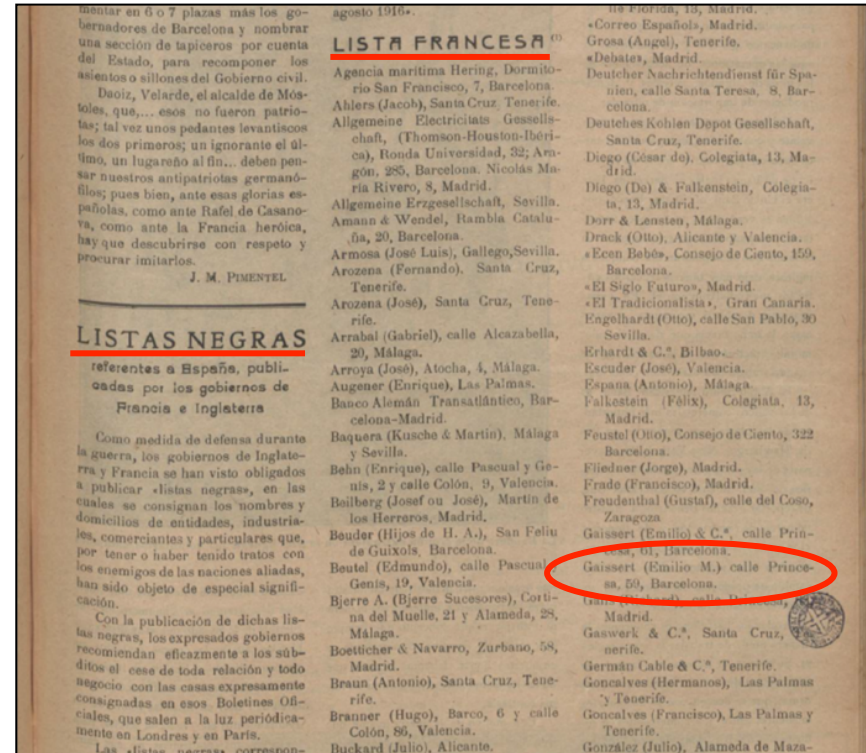 mentar en 6 o 7 plazas más los go-
bernadores de Barcelona y nombrar
una sección de tapiceros por cuenta
del Estado, para recomponer los
asientos o sillones del Gobierno civil.
Daoiz, Velarde, el alcalde de Mós-
toles, que,... esos no fueron patrio-
tas; tal vez unos pedantes levantiscos
los dos primeros; un ignorante el úl-
timo, un lugareño al fin... deben pen-
sar nuestros antipatriotas germanó-
filos; pues bien, ante esas glorias es-
pañolas, como ante Rafel de Casano-
va, como ante la Francia heróica,
hay que descubrirse con respeto y
procurar imitarlos.
J. M. PIMENTEL
LISTAS NEGRAS
referentes a España, publi-
cadas por los gobiernos de
Francia e Inglaterra
Como medida de defensa durante
la guerra, los gobiernos de Inglate-
rra y Francia se han visto obligados
a publicar «listas negras», en las
cuales se consignan los nombres y
domicilios de entidades, industria-
les, comerciantes y particulares que,
por tener o haber tenido tratos con
los enemigos de las naciones aliadas,
han sido objeto de especial signifi-
cación.
Con la publicación de dichas lis-
tas negras, los expresados gobiernos
recomiendan eficazmente a los súb-
ditos el cese de toda relación y todo
negocio con las casas expresamente
consignadas en esos Boletines Ofi-
ciales, que salen a la luz periódica-
mente en Londres y en París.
Las «listas negras» correspon-
agosto 1916».
LISTA FRANCESA (1)
Agencia marítima Hering, Dormito-
rio San Francisco, 7, Barcelona.
Ahlers (Jacob), Santa Cruz Tenerife.
Allgemeine Electricitats Gessells-
chaft, (Thomson-Houston-Ibéri-
ca), Ronda Universidad, 32; Ara-
gón, 285, Barcelona. Nicolás Ma-
ría Rivero, 8, Madrid.
Allgemeine Erzgesellschaft, Sevilla.
Amann & Wendel, Rambla Catalu-
ña, 20, Barcelona.
Armosa (José Luis), Gallego, Sevilla.
Arozena (Fernando), Santa Cruz,
Tenerife.
Arozena (José), Santa Cruz, Tene-
rife.
Arrabal (Gabriel), calle Alcazabella,
20, Málaga.
Arroya (José), Atocha, 4, Málaga.
Augener (Enrique), Las Palmas.
Banco Alemán Transatlántico, Bar-
celona-Madrid.
Baquera (Kusche & Martin), Málaga
y Sevilla.
Behn (Enrique), calle Pascual y Ge-
nis, 2 y calle Colón, 9, Valencia.
Beilberg (Josef ou José), Martin de
los Herreros, Madrid.
Beuder (Hijos de H. A.), San Feliu
de Guixols, Barcelona.
Beutel (Edmundo), calle Pascual y
Genis, 19, Valencia.
Bjerre A. (Bjerre Sucesores), Corti-
na del Muelle, 21 y Alameda, 28,
Málaga.
Boetticher & Navarro, Zurbano, 58,
Madrid.
Braun (Antonio), Santa Cruz, Tene-
rife.
Branner (Hugo), Barco, 6 y calle
Colón, 86, Valencia.
Buckard (Julio), Alicante.
de Florida, 18, Madrid.
«Correo Español», Madrid.
Grosa (Angel), Tenerife.
«Debate», Madrid.
Deutcher Nachrichtendienst für Spa-
nien, calle Santa Teresa, 8, Bar-
celona.
Deutches Kohlen Depot Gesellschaft,
Santa Cruz, Tenerife.
Diego (César de), Colegiata, 13, Ma-
drid.
Diego (De) & Falkenstein, Colegia-
ta, 13, Madrid.
Dorr & Lensten, Málaga.
Drack (Otto), Alicante y Valencia.
«Ecen Bebé», Consejo de Ciento, 159,
Barcelona.
«El Siglo Futuro», Madrid.
«El Tradicionalista», Gran Canaria.
Engelhardt (Otto), calle San Pablo, 30
Sevilla.
Erhardt & C.ª, Bilbao.
Escuder (José), Valencia.
Espana (Antonio), Málaga.
Falkestein (Félix), Colegiata, 13,
Madrid.
Feustel (Otto), Consejo de Ciento, 322
Barcelona.
Fliedner (Jorge), Madrid.
Frade (Francisco), Madrid.
Freudenthal (Gustaf), calle del Coso,
Zaragoza
Gaissert (Emilio) & C.ª, calle Prin-
cesa, 61, Barcelona.
Gaissert (Emilio M.) calle Prince-
sa, 59, Barcelona.
Gans (Richard), calle Princesa,
Madrid.
Gaswerk & C.ª, Santa Cruz,
nerife.
Germán Cable & C.ª, Tenerife.
Goncalves (Hermanos), Las Palmas
y Tenerife.
Goncalves (Francisco), Las Palmas y
Tenerife.
González (Julio), Alameda de Maza-